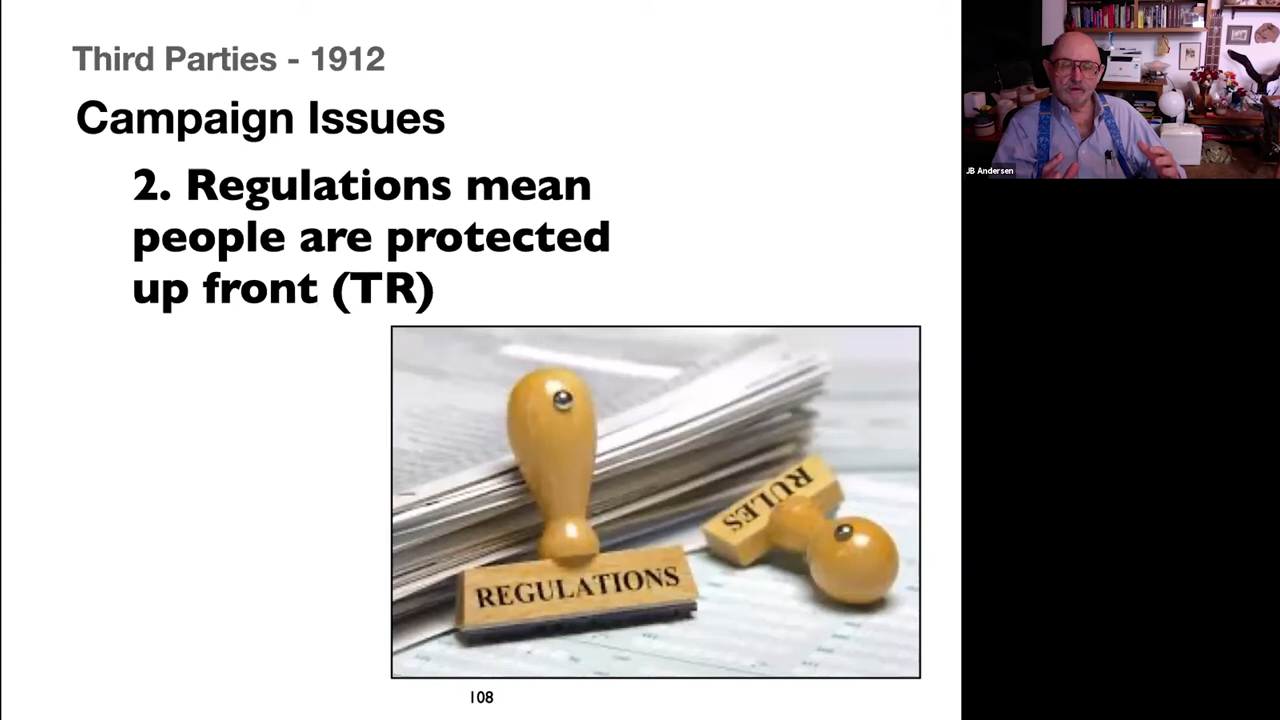 Third Parties - 1912
Campaign Issues
2. Regulations mean
people are protected
up front (TR)
RULES
REGULATIONS
108
JB Andersen